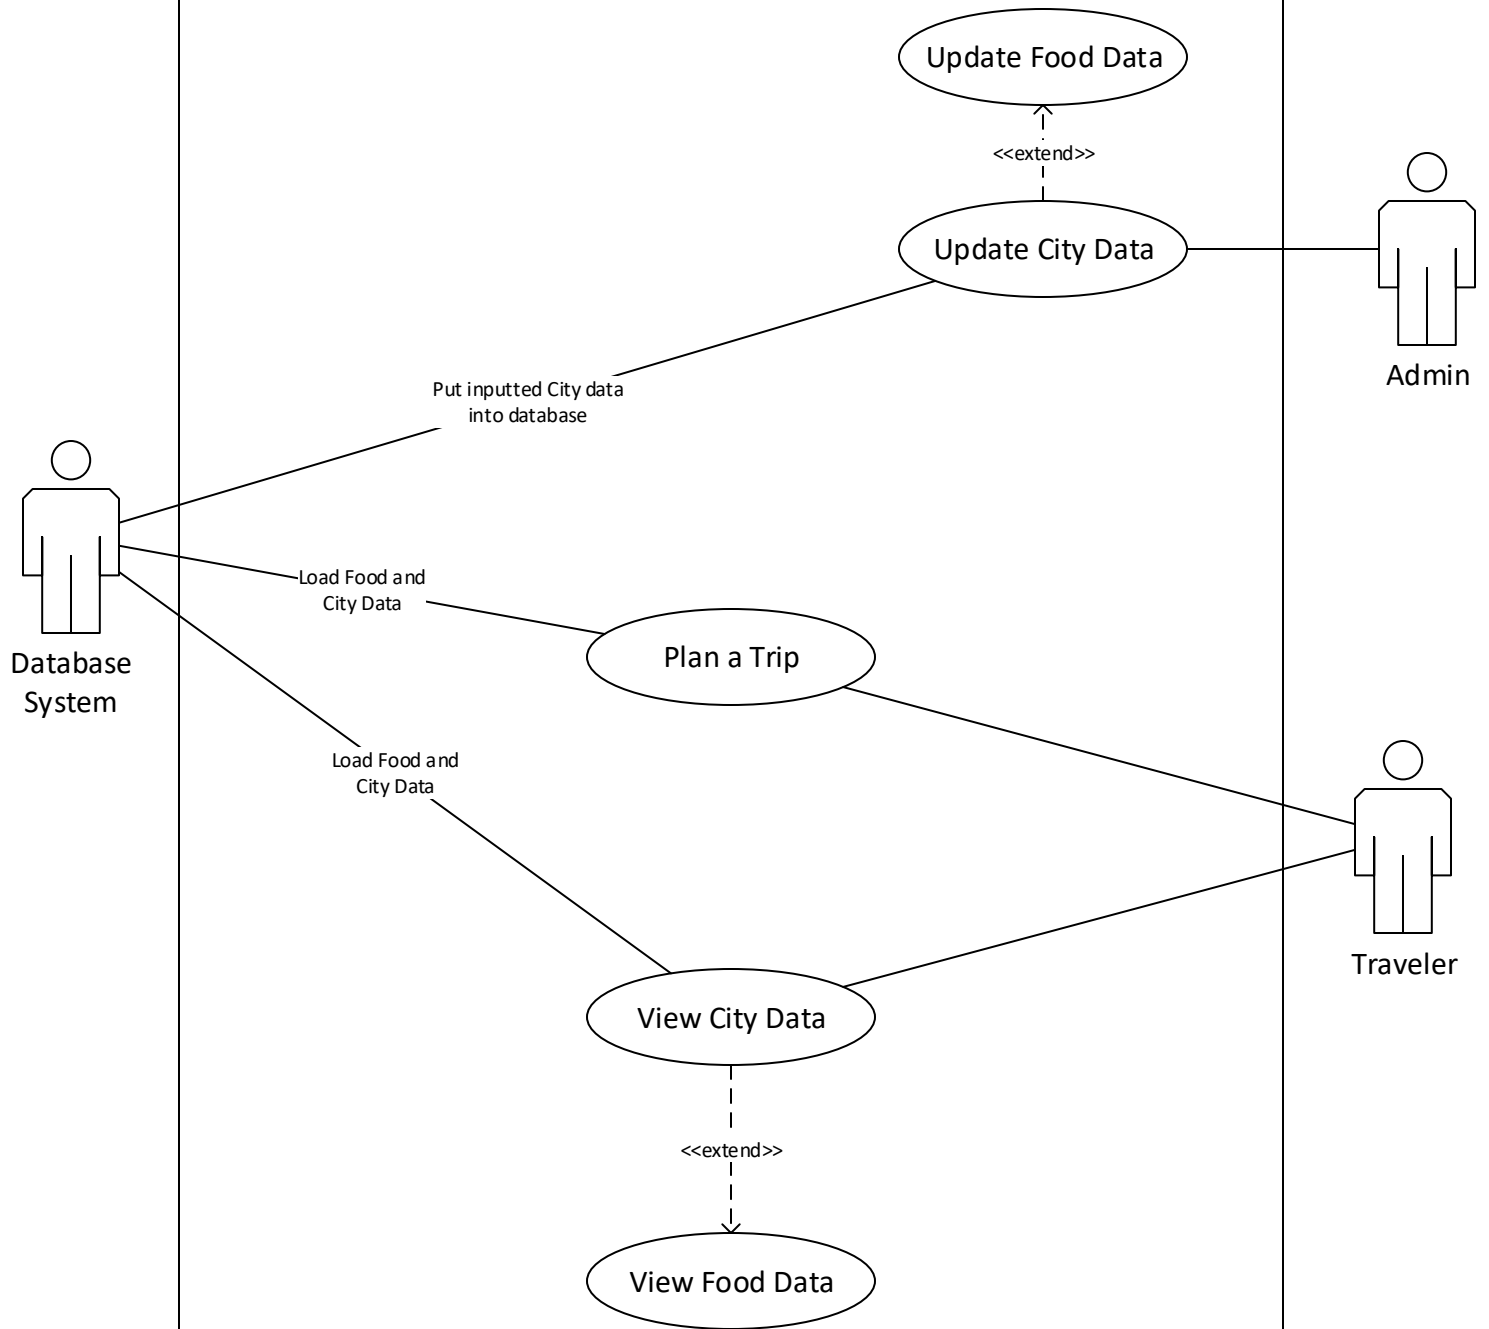 Update Food Data
<<extend>>
Update City Data
Admin
Put inputted City data
into database
Database
System
Load Food and
City Data
Plan a Trip
Load Food and
City Data
Traveler
View City Data
<<extend>>
View Food Data